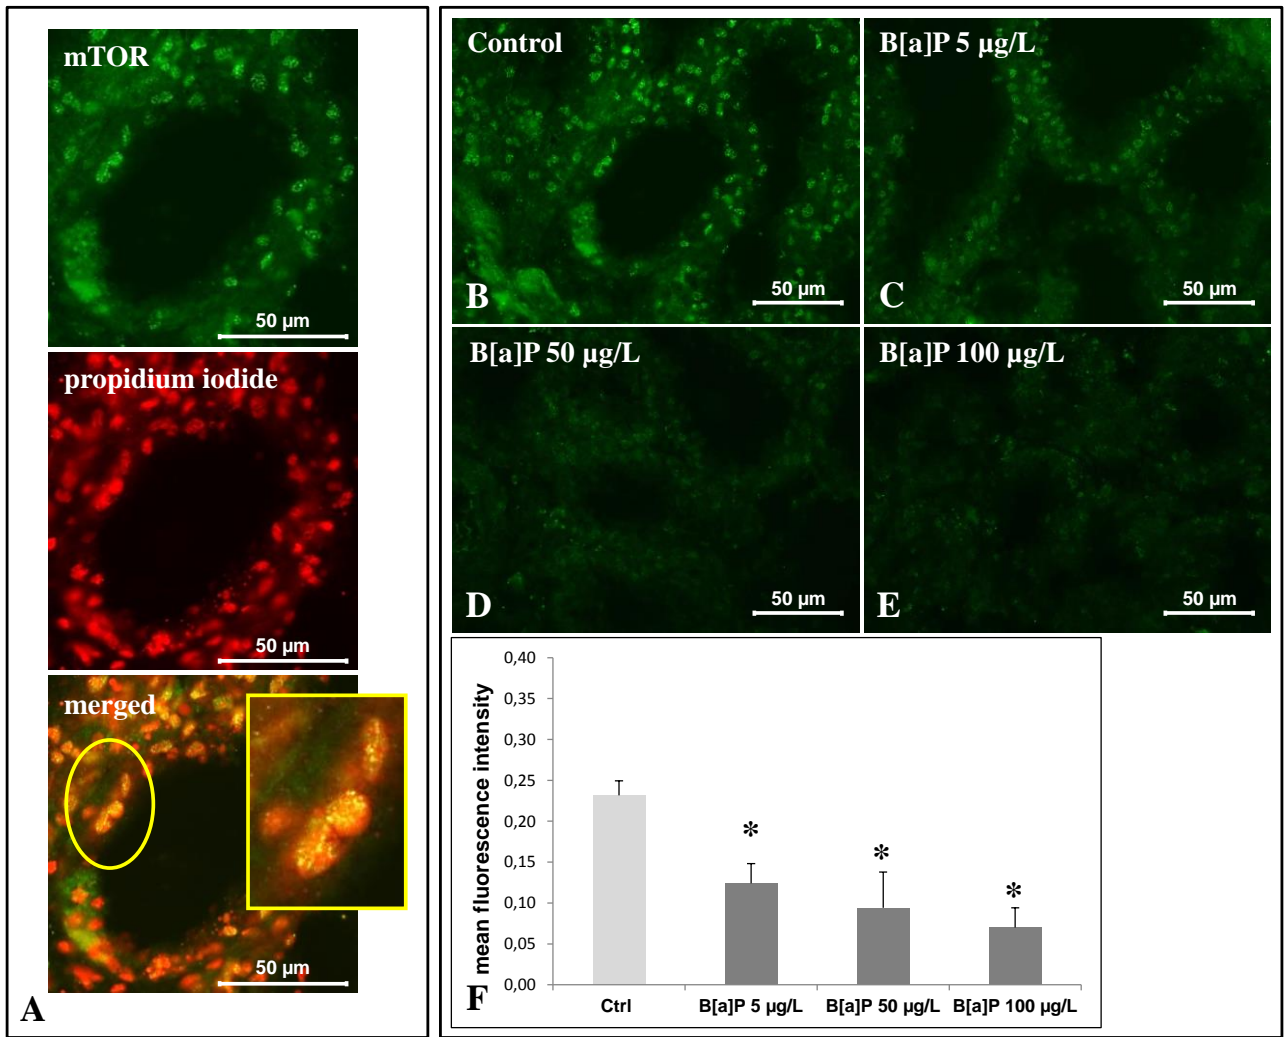 mTOR
50 µm
propidium iodide
50 µm
merged
50 µm
A
Control
B
50 µm
B[a]P 5 µg/L
C
50 µm
B[a]P 50 µg/L
D
50 µm
B[a]P 100 µg/L
E
50 µm
mean fluorescence intensity
0,40
0,35
0,30
0,25
0,20
0,15
0,10
0,05
0,00
*
*
*
Ctrl
B[a]P 5 µg/L
B[a]P 50 µg/L
B[a]P 100 µg/L
F